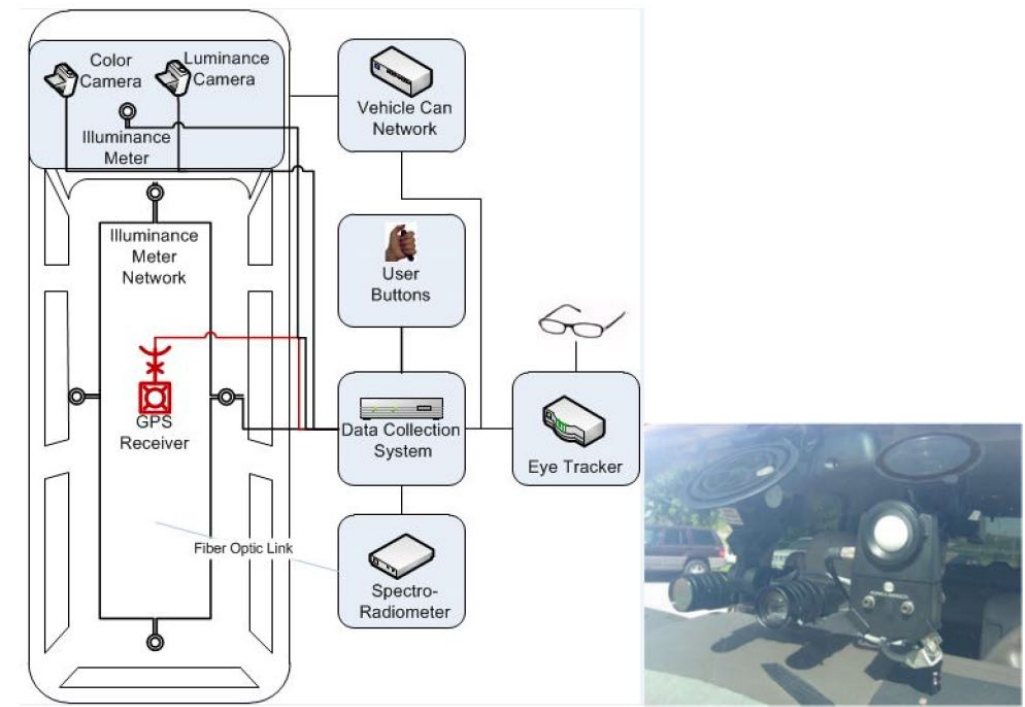 Color
Camera
Luminance
Camera
Illuminance
Meter
Vehicle Can
Network
Illuminance
Meter
Network
User
Buttons
GPS
Receiver
Data Collection
System
Eye Tracker
Fiber Optic Link
Spectro-
Radiometer